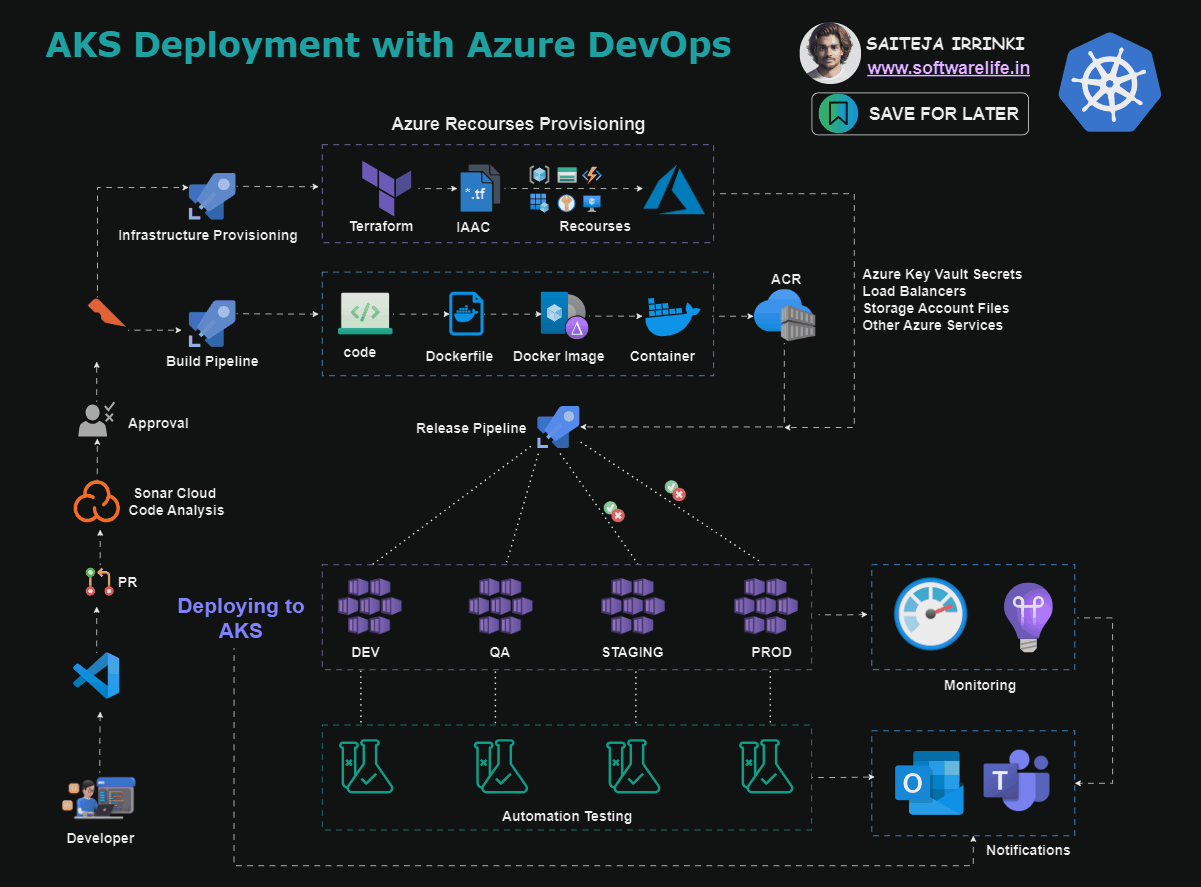 AKS Deployment with Azure DevOps
SAITEJA IRRINKI
www.softwarelife.in
SAVE FOR LATER
Azure Recourses Provisioning
*.tf
Terraform
IAAC
Recourses
Infrastructure Provisioning
ACR
Azure Key Vault Secrets
Load Balancers
Storage Account Files
Other Azure Services
</>
code
Dockerfile
Docker Image
Container
Build Pipeline
Approval
Release Pipeline
Sonar Cloud
Code Analysis
PR
Deploying to
AKS
DEV
QA
STAGING
PROD
Monitoring
O
T
Automation Testing
Developer
Notifications